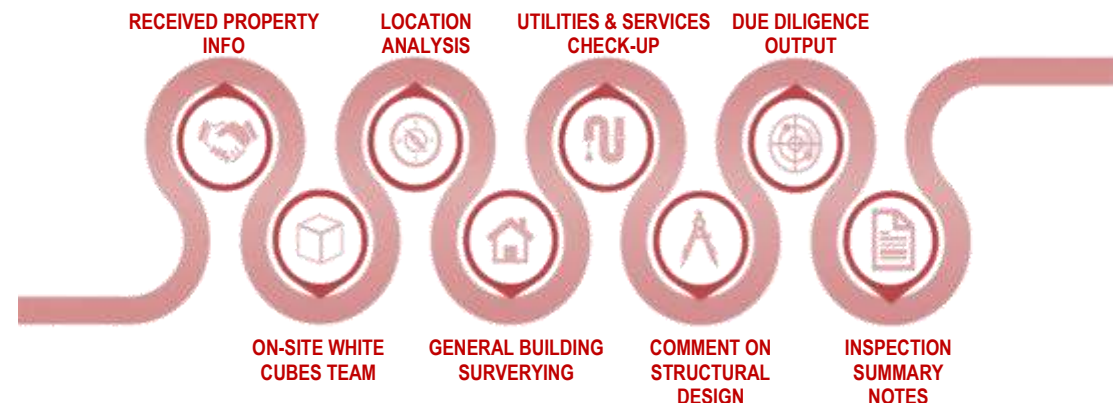 RECEIVED PROPERTY
INFO
LOCATION
ANALYSIS
UTILITIES & SERVICES
CHECK-UP
DUE DILIGENCE
OUTPUT
ON-SITE WHITE
CUBES TEAM
GENERAL BUILDING
SURVERYING
COMMENT ON
STRUCTURAL
DESIGN
INSPECTION
SUMMARY
NOTES